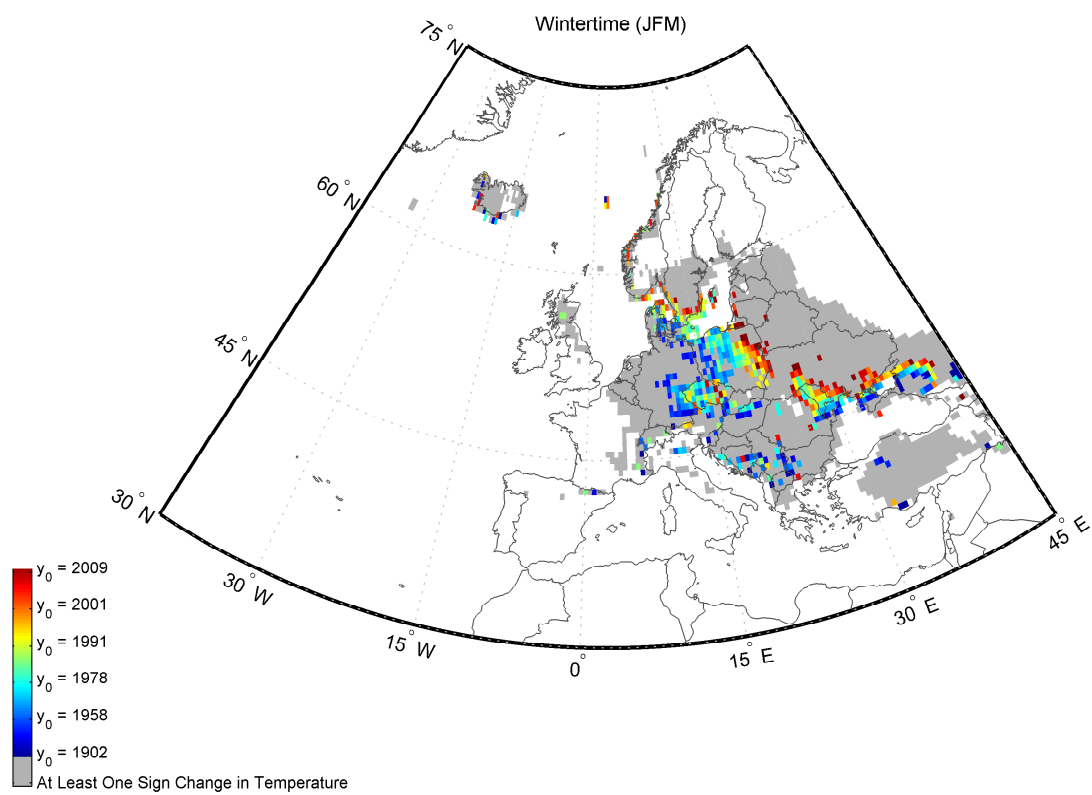 Wintertime (JFM)
75° N
60° N
45° N
30° N
30° W
15° W
0°
15° E
30° E
45° E
y0 = 2009
y0 = 2001
y0 = 1991
y0 = 1978
y0 = 1958
y0 = 1902
At Least One Sign Change in Temperature